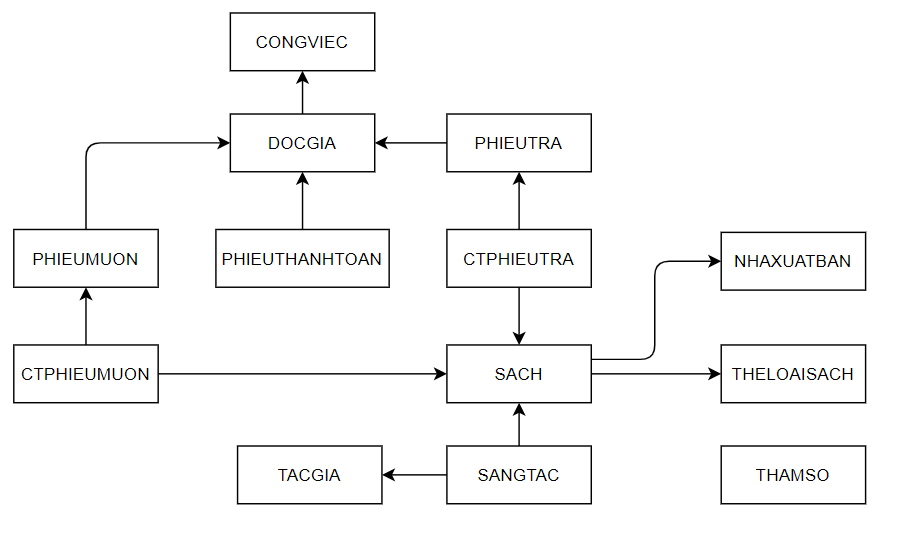 CONGVIEC
DOCGIA
PHIEUTRA
PHIEUMUON
PHIEUTHANHTOAN
CTPHIEUTRA
NHAXUATBAN
CTPHIEUMUON
SACH
THELOAISACH
TACGIA
SANGTAC
THAMSO